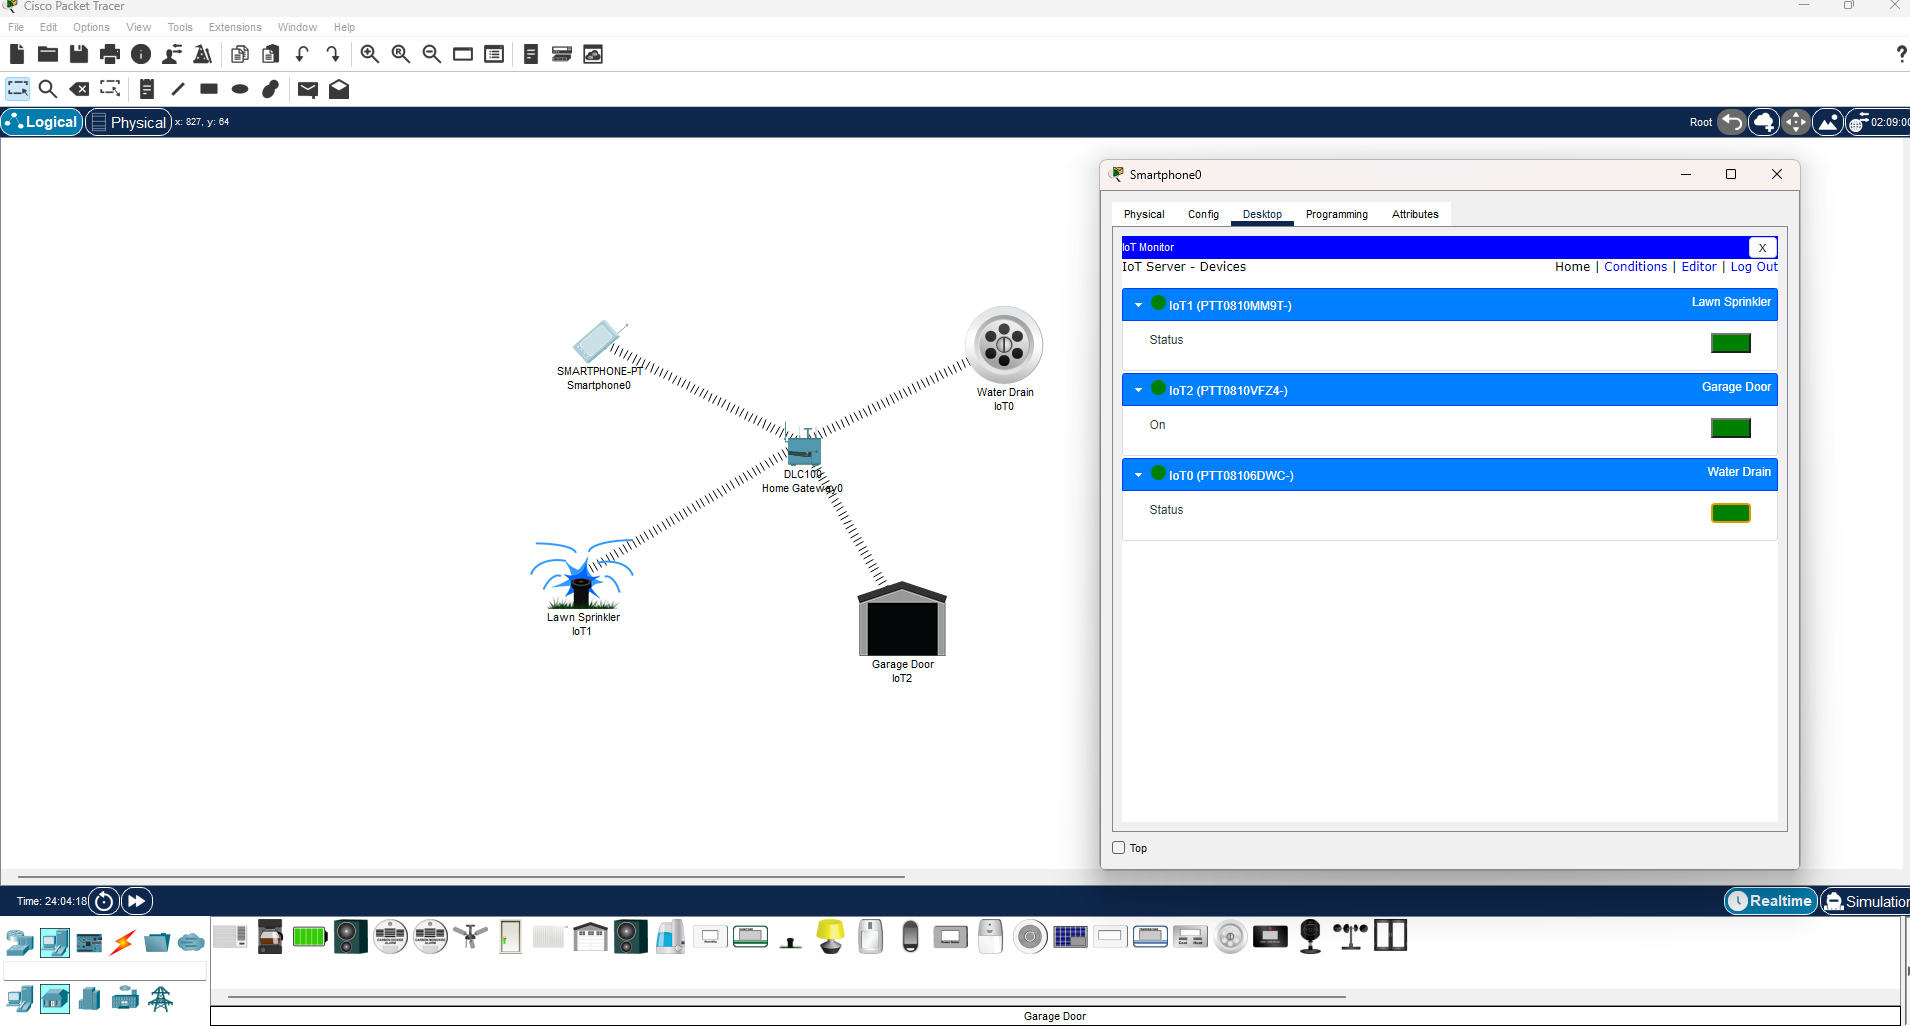 Cisco Packet Tracer
File Edit Options View Tools Extensions Window Help
Logical Physical x: 827, y: 64 Root 02:09:00
Smartphone0
Physical Config Desktop Programming Attributes
IoT Monitor X
IoT Server - Devices Home | Conditions | Editor | Log Out
IoT1 (PTT0810MM9T-) Lawn Sprinkler
Status
IoT2 (PTT0810VFZ4-) Garage Door
On
IoT0 (PTT08106DWC-) Water Drain
Status
Top
SMARTPHONE-PT
Smartphone0
Water Drain
IoT0
DLC100
Home Gateway0
Lawn Sprinkler
IoT1
Garage Door
IoT2
Time: 24:04:18 Realtime Simulation
Garage Door